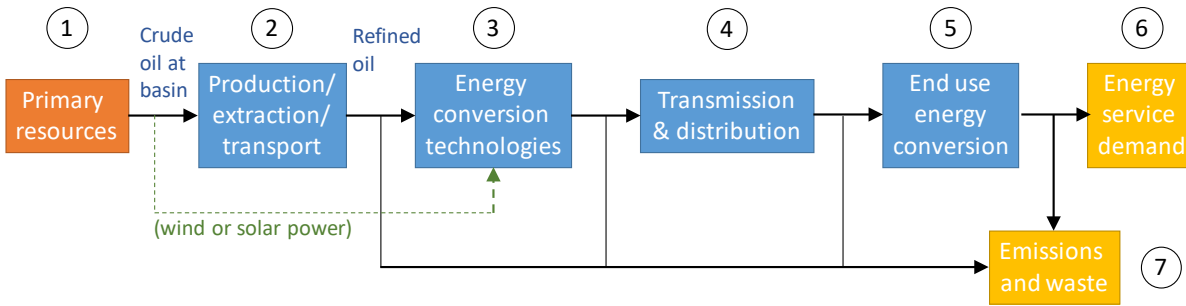 1
2
3
4
5
6
Crude
oil at
basin
Refined
oil
Primary
resources
Production/
extraction/
transport
Energy
conversion
technologies
Transmission
& distribution
End use
energy
conversion
Energy
service
demand
(wind or solar power)
Emissions
and waste
7